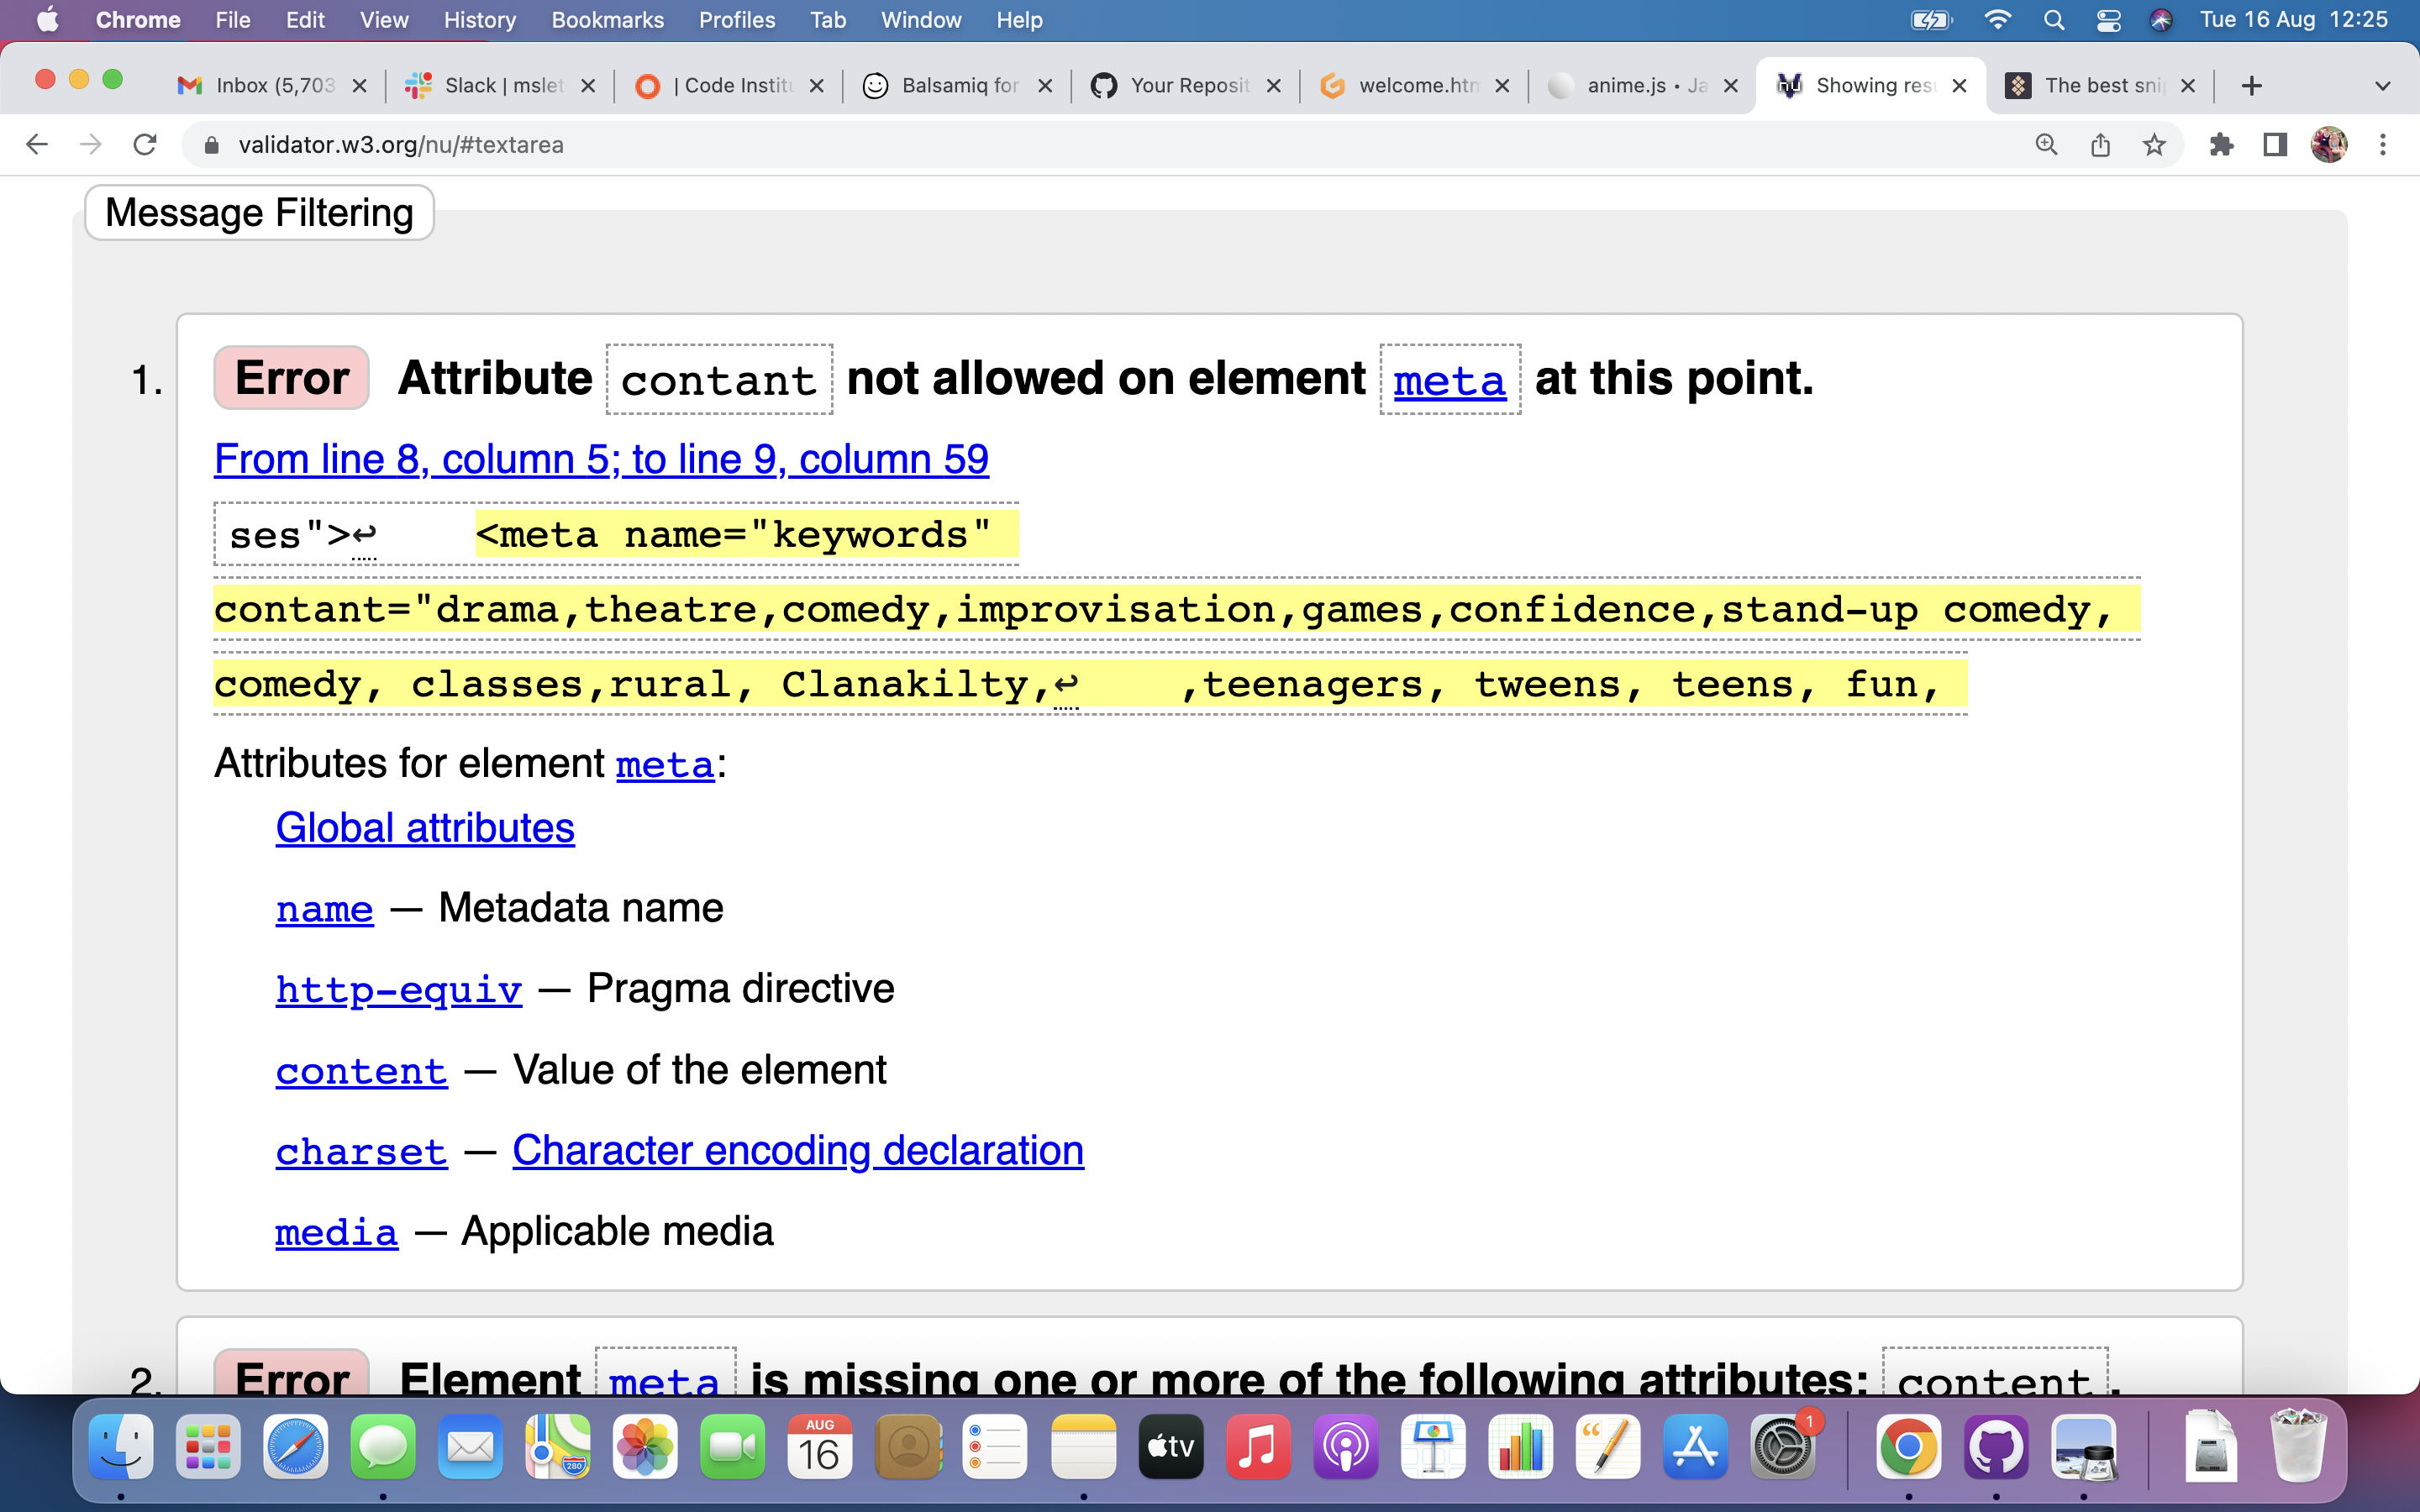 Chrome File Edit View History Bookmarks Profiles Tab Window Help Tue 16 Aug 12:25
Inbox (5,703 Slack | mslet | Code Institu Balsamiq for Your Reposit welcome.htm anime.js • Ja Showing res The best snip
validator.w3.org/nu/#textarea
Message Filtering
1. Error Attribute contant not allowed on element meta at this point.
From line 8, column 5; to line 9, column 59
ses">↩ <meta name="keywords"
contant="drama,theatre,comedy,improvisation,games,confidence,stand-up comedy,
comedy, classes,rural, Clanakilty,↩ ,teenagers, tweens, teens, fun,
Attributes for element meta:
Global attributes
name — Metadata name
http-equiv — Pragma directive
content — Value of the element
charset — Character encoding declaration
media — Applicable media
2. Error Element meta is missing one or more of the following attributes: content.
AUG
16
280
tv
1